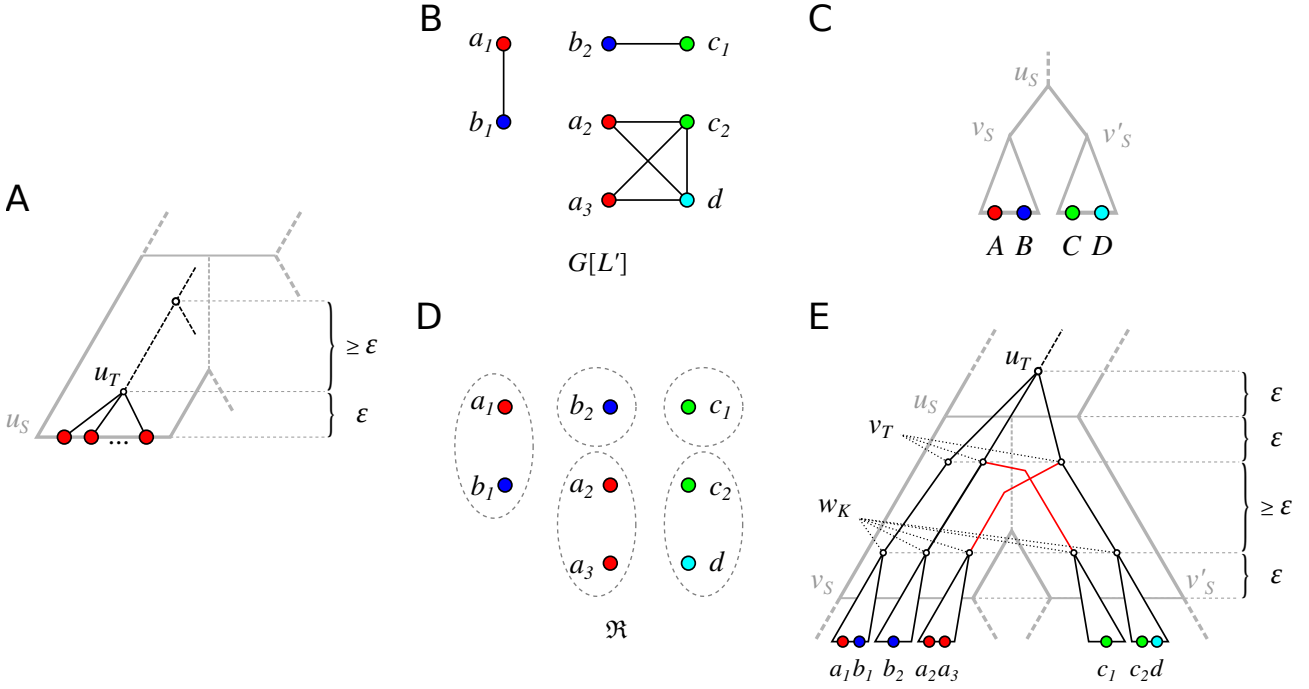 A
u_S
u_T
...
≥ ε
ε
B
a_1
b_1
b_2 c_1
a_2 c_2
a_3 d
G[L']
C
u_S
v_S v'_S
A B C D
D
a_1 b_2 c_1
b_1 a_2 c_2
a_3 d
ℜ
E
u_T
u_S
v_T
w_K
v_S v'_S
ε
ε
≥ ε
ε
a_1 b_1 b_2 a_2 a_3 c_1 c_2 d